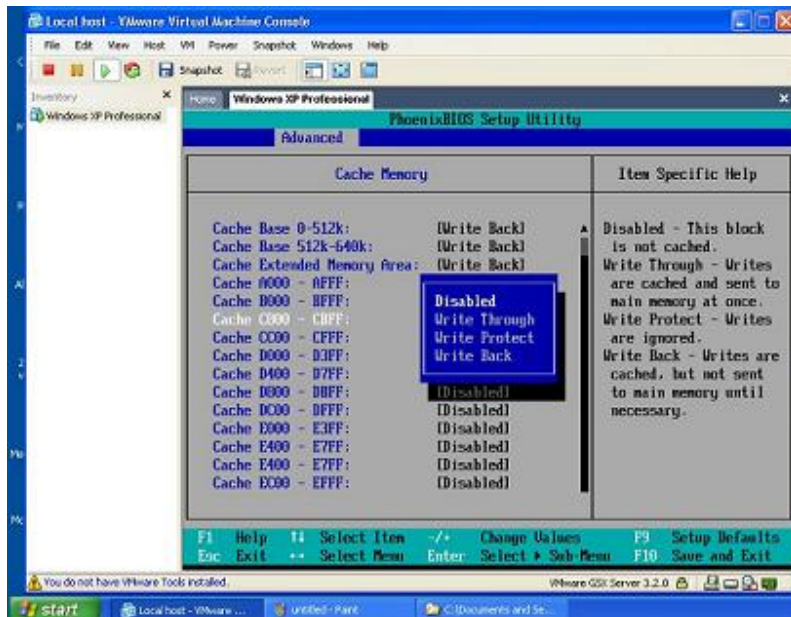 Local host - VMware Virtual Machine Console
File Edit View Host VM Power Snapshot Windows Help
Snapshot Revert
Inventory
Windows XP Professional
Home Windows XP Professional
PhoenixBIOS Setup Utility
Advanced
Cache Memory
Item Specific Help
Cache Base 0-512k: [Write Back]
Cache Base 512k-640k: [Write Back]
Cache Extended Memory Area: [Write Back]
Cache A000 - AFFF:
Cache B000 - BFFF:
Cache C800 - CBFF:
Cache CC00 - CFFF:
Cache D000 - D3FF:
Cache D400 - D7FF:
Cache D800 - DBFF: [Disabled]
Cache DC00 - DFFF: [Disabled]
Cache E000 - E3FF: [Disabled]
Cache E400 - E7FF: [Disabled]
Cache E400 - E7FF: [Disabled]
Cache EC00 - EFFF: [Disabled]
Disabled
Write Through
Write Protect
Write Back
Disabled - This block
is not cached.
Write Through - Writes
are cached and sent to
main memory at once.
Write Protect - Writes
are ignored.
Write Back - Writes are
cached, but not sent
to main memory until
necessary.
F1 Help ↑↓ Select Item -/+ Change Values F9 Setup Defaults
Esc Exit ↔ Select Menu Enter Select ▶ Sub-Menu F10 Save and Exit
You do not have VMware Tools installed.
VMware GSX Server 3.2.0
start Local host - VMware ... untitled - Paint C:\Documents and Se...